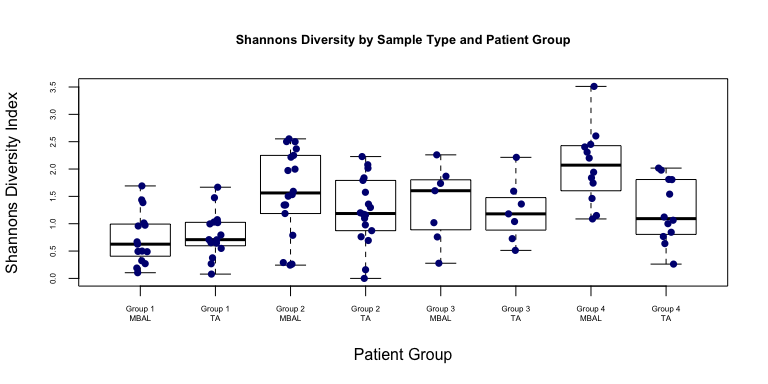 Shannons Diversity by Sample Type and Patient Group
Shannons Diversity Index
3.5
3.0
2.5
2.0
1.5
1.0
0.5
0.0
Group 1 Group 1 Group 2 Group 2 Group 3 Group 3 Group 4 Group 4
MBAL TA MBAL TA MBAL TA MBAL TA
Patient Group